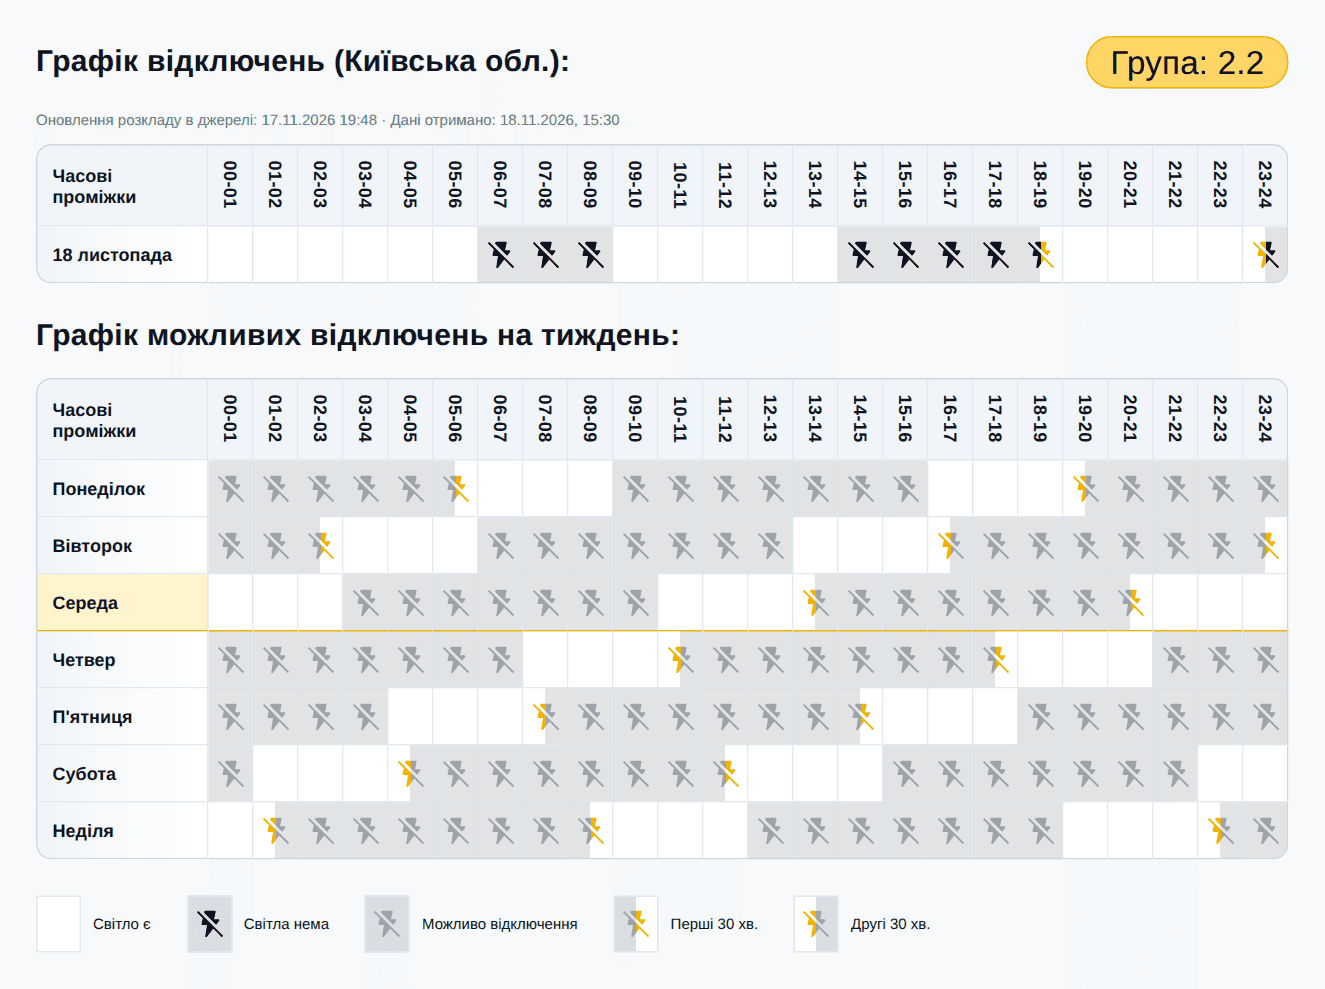 Графік відключень (Київська обл.):
Група: 2.2
Оновлення розкладу в джерелі: 17.11.2026 19:48 · Дані отримано: 18.11.2026, 15:30
Часові
проміжки
00-01
01-02
02-03
03-04
04-05
05-06
06-07
07-08
08-09
09-10
10-11
11-12
12-13
13-14
14-15
15-16
16-17
17-18
18-19
19-20
20-21
21-22
22-23
23-24
18 листопада
Графік можливих відключень на тиждень:
Часові
проміжки
00-01
01-02
02-03
03-04
04-05
05-06
06-07
07-08
08-09
09-10
10-11
11-12
12-13
13-14
14-15
15-16
16-17
17-18
18-19
19-20
20-21
21-22
22-23
23-24
Понеділок
Вівторок
Середа
Четвер
П'ятниця
Субота
Неділя
Світло є
Світла нема
Можливо відключення
Перші 30 хв.
Другі 30 хв.